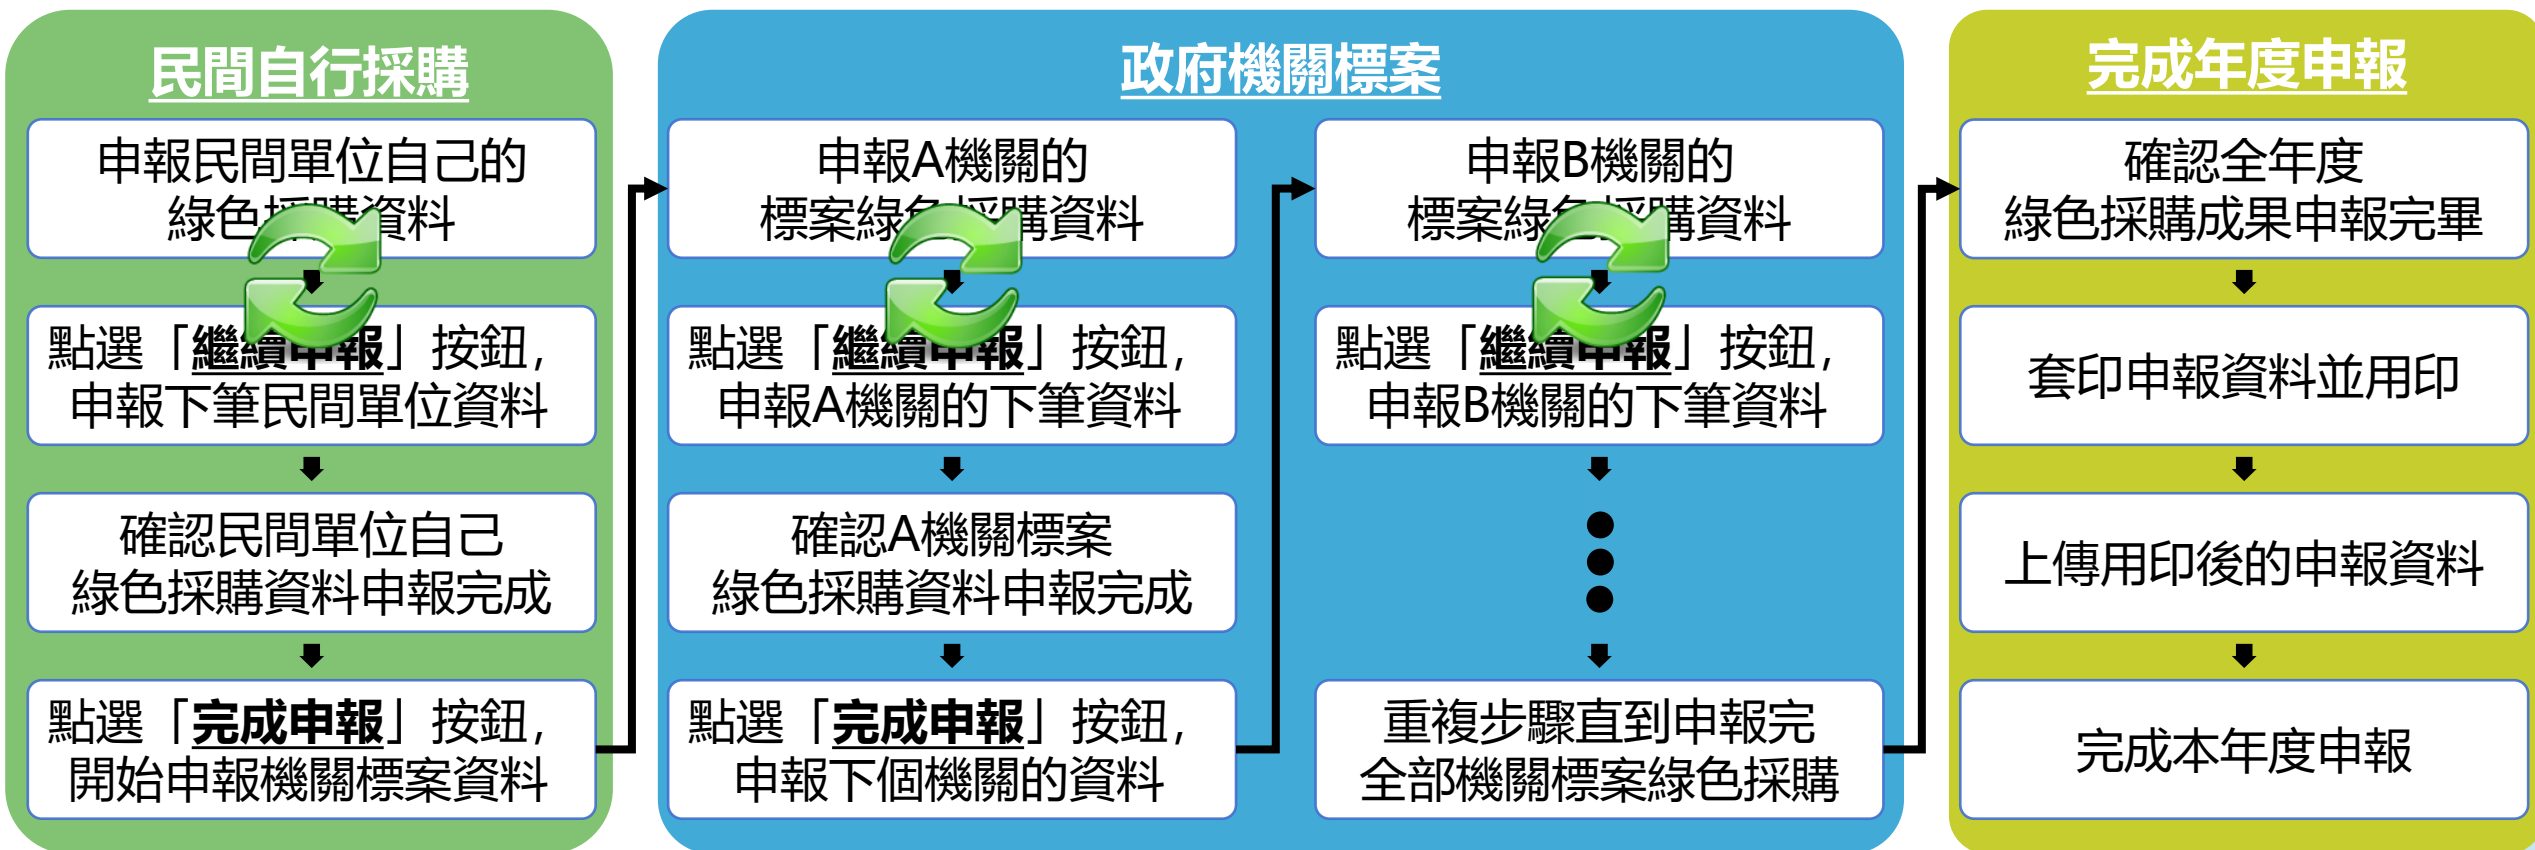 民間自行採購
申報民間單位自己的
綠色採購資料
點選「繼續申報」按鈕，
申報下筆民間單位資料
確認民間單位自己
綠色採購資料申報完成
點選「完成申報」按鈕，
開始申報機關標案資料
政府機關標案
申報A機關的
標案綠色採購資料
點選「繼續申報」按鈕，
申報A機關的下筆資料
確認A機關標案
綠色採購資料申報完成
點選「完成申報」按鈕，
申報下個機關的資料
申報B機關的
標案綠色採購資料
點選「繼續申報」按鈕，
申報B機關的下筆資料
重複步驟直到申報完
全部機關標案綠色採購
完成年度申報
確認全年度
綠色採購成果申報完畢
套印申報資料並用印
上傳用印後的申報資料
完成本年度申報